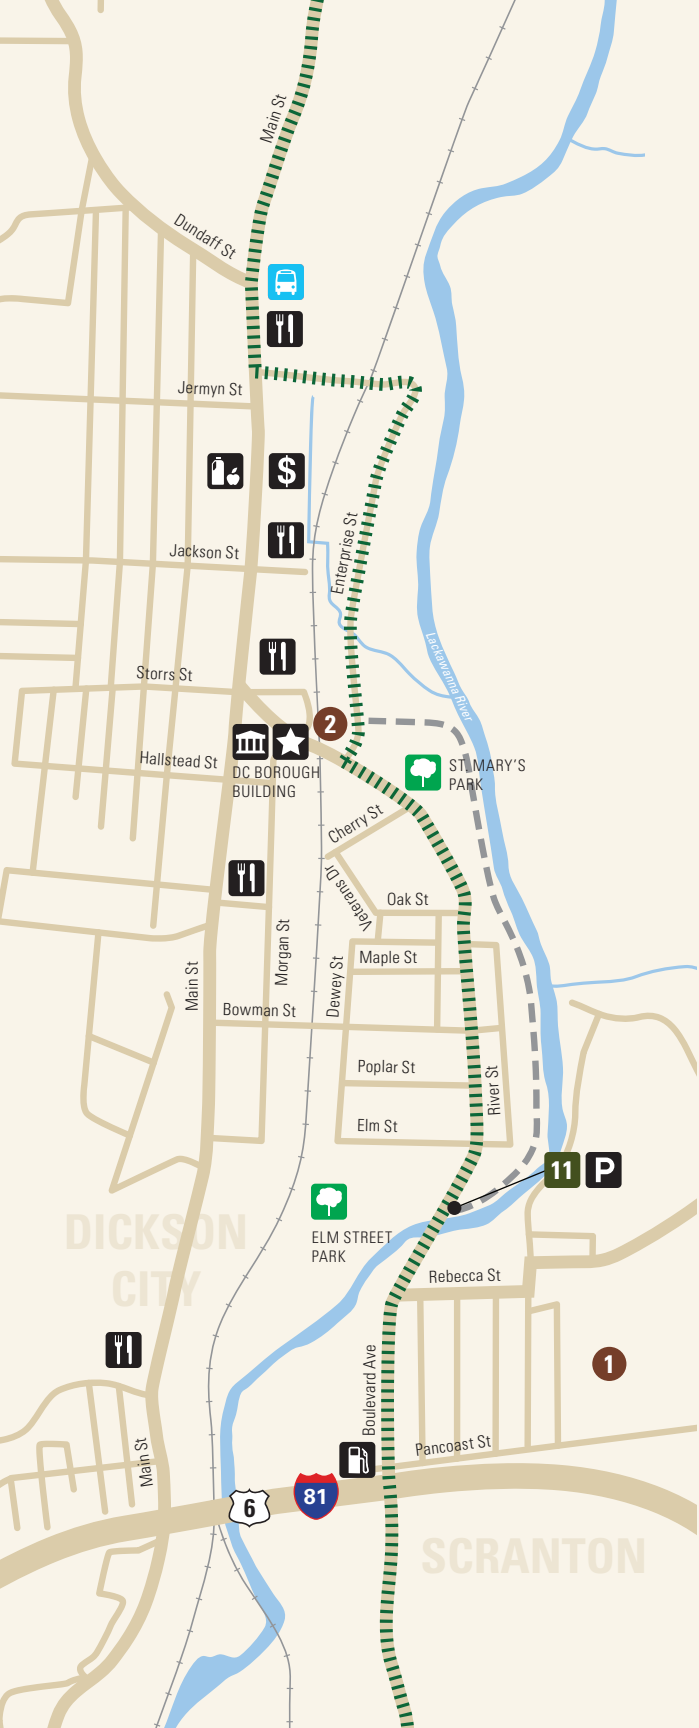 Main St
Dundaff St
Jermyn St
$
Enterprise St
Jackson St
Lackawanna River
Storrs St
2
Hallstead St
ST. MARY'S
PARK
DC BOROUGH
BUILDING
Cherry St
Veterans Dr
Oak St
Morgan St
Maple St
Dewey St
Main St
Bowman St
Poplar St
River St
Elm St
11
P
DICKSON
CITY
ELM STREET
PARK
Rebecca St
1
Boulevard Ave
Main St
Pancoast St
81
6
SCRANTON